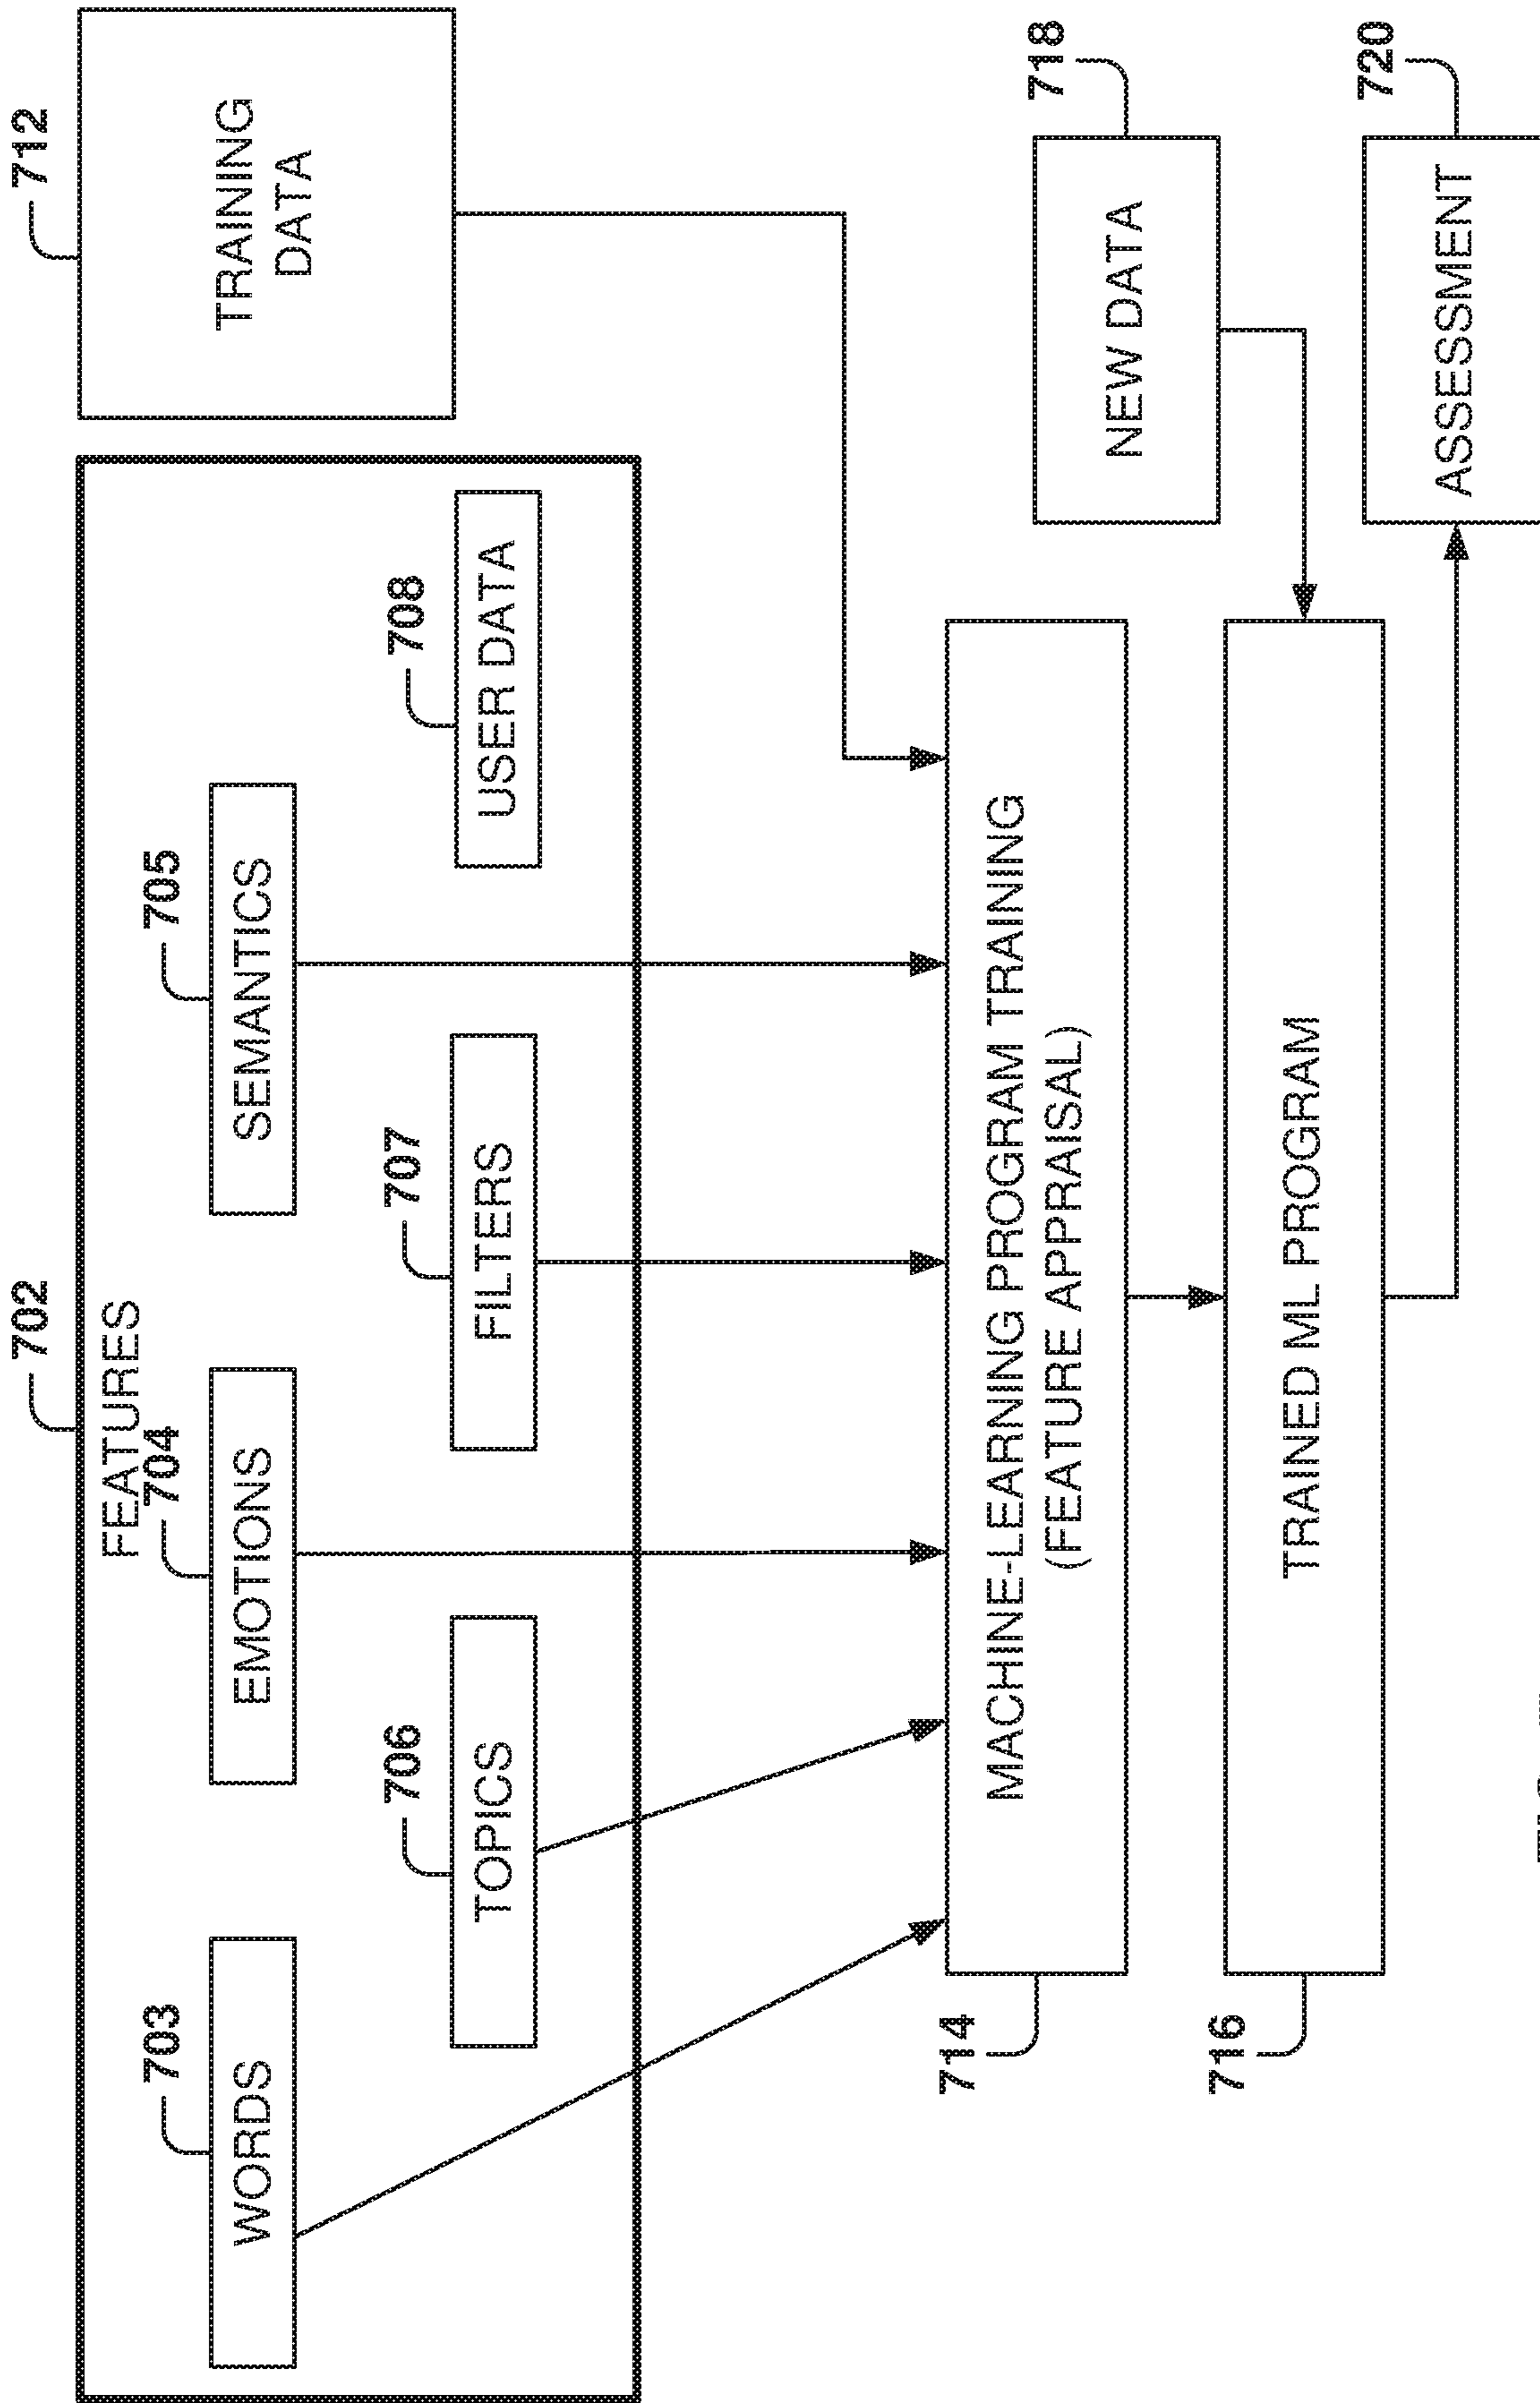 702
712
FEATURES
703
704
705
WORDS
EMOTIONS
SEMANTICS
TRAINING
DATA
706
707
708
TOPICS
FILTERS
USER DATA
714
MACHINE-LEARNING PROGRAM TRAINING
(FEATURE APPRAISAL)
718
NEW DATA
716
TRAINED ML PROGRAM
720
ASSESSMENT